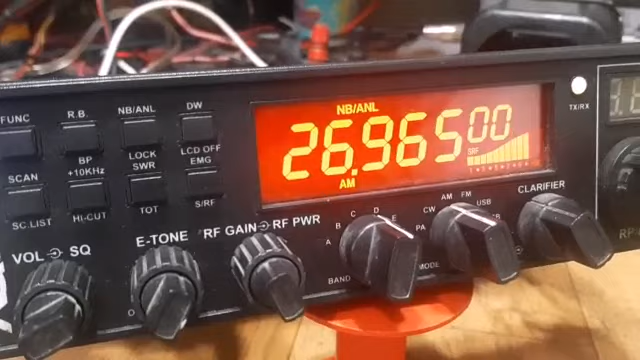 FUNC R.B. NB/ANL DW
NB/ANL
26.96500
AM
TX/RX
SCAN BP +10KHz LOCK SWR LCD OFF EMG
SC.LIST HI-CUT TOT S/RF
SRF
VOL SQ E-TONE RF GAIN RF PWR
A B C D E
BAND
PA CW AM FM USB
MODE
CLARIFIER